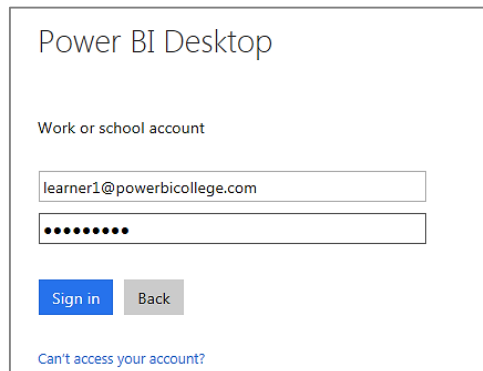 Power BI Desktop
Work or school account
learner1@powerbicollege.com
●●●●●●●●●
Sign in Back
Can't access your account?